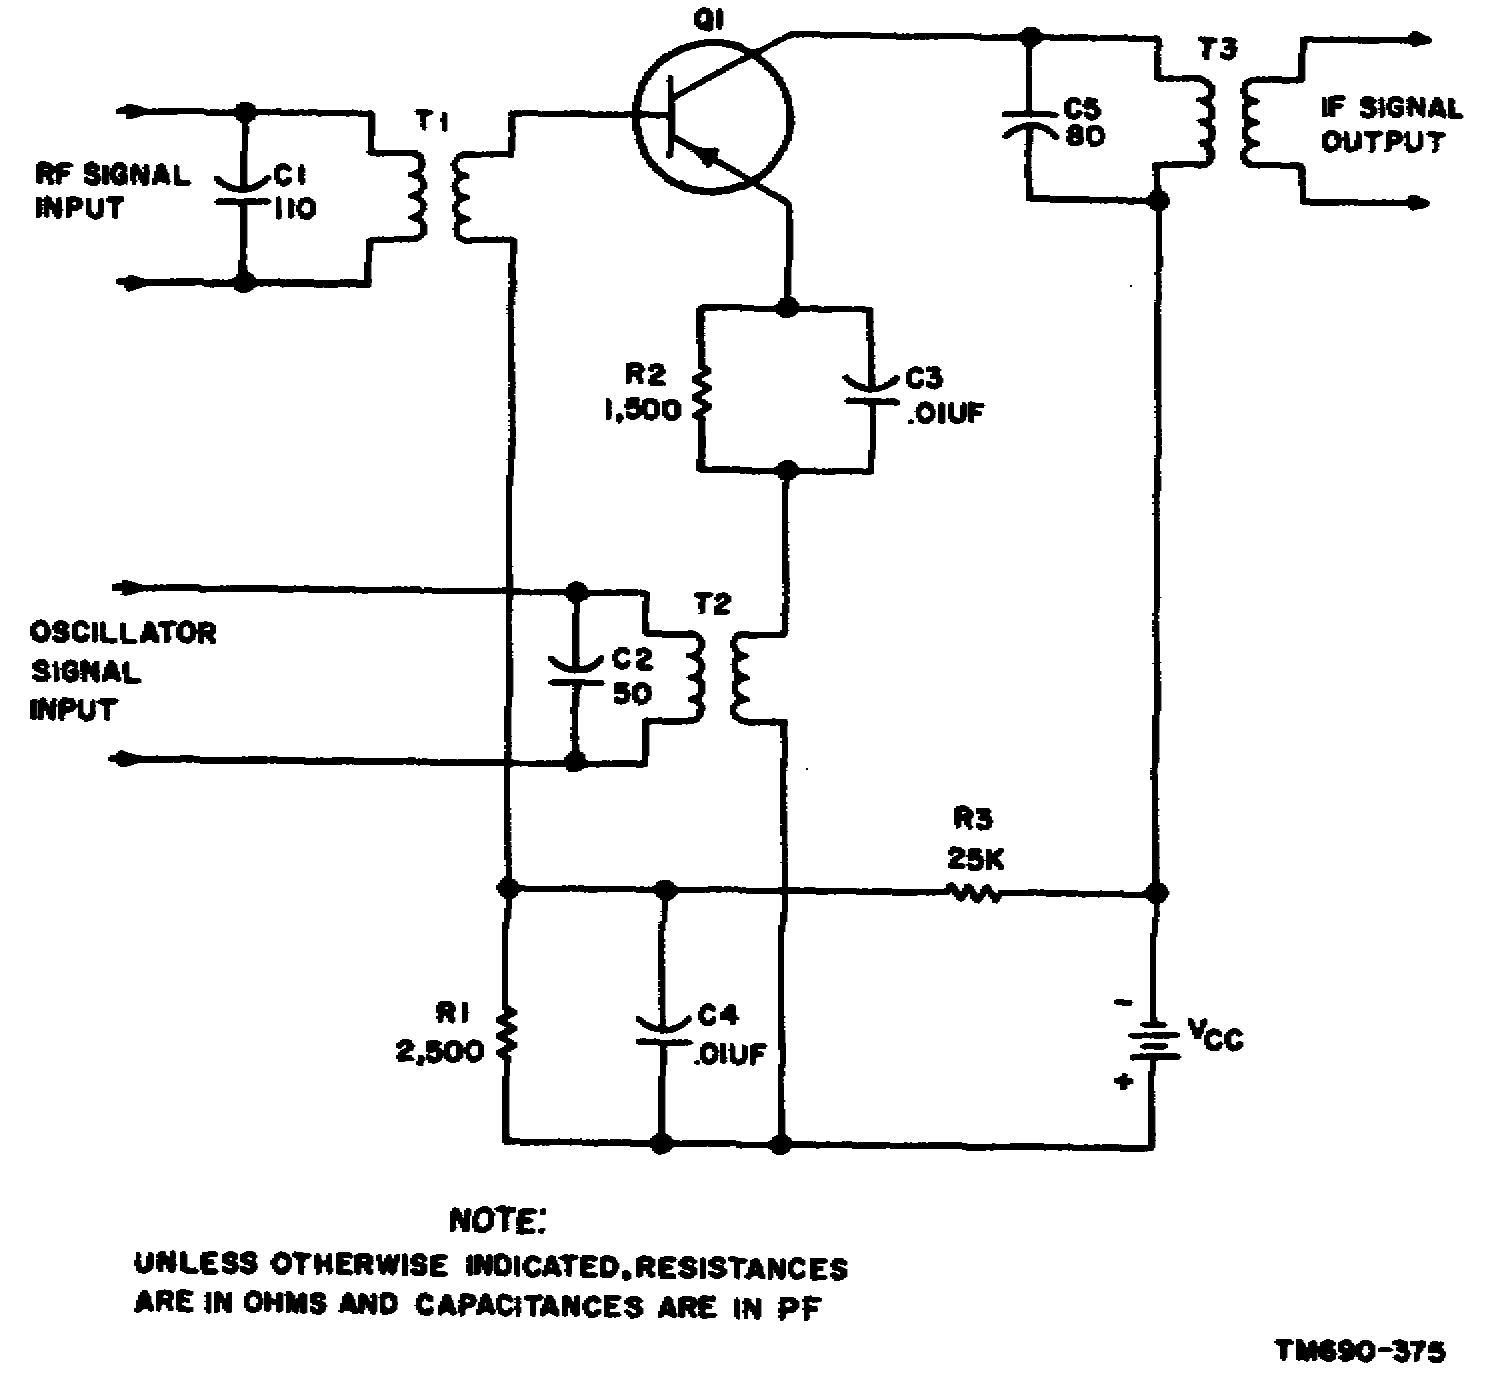 Q1
T3
T1
C5
80
IF SIGNAL
OUTPUT
RF SIGNAL
INPUT
C1
110
R2
1,500
C3
.01UF
T2
OSCILLATOR
SIGNAL
INPUT
C2
50
R3
25K
R1
2,500
C4
.01UF
-
+
VCC
NOTE:
UNLESS OTHERWISE INDICATED, RESISTANCES
ARE IN OHMS AND CAPACITANCES ARE IN PF
TM690-375